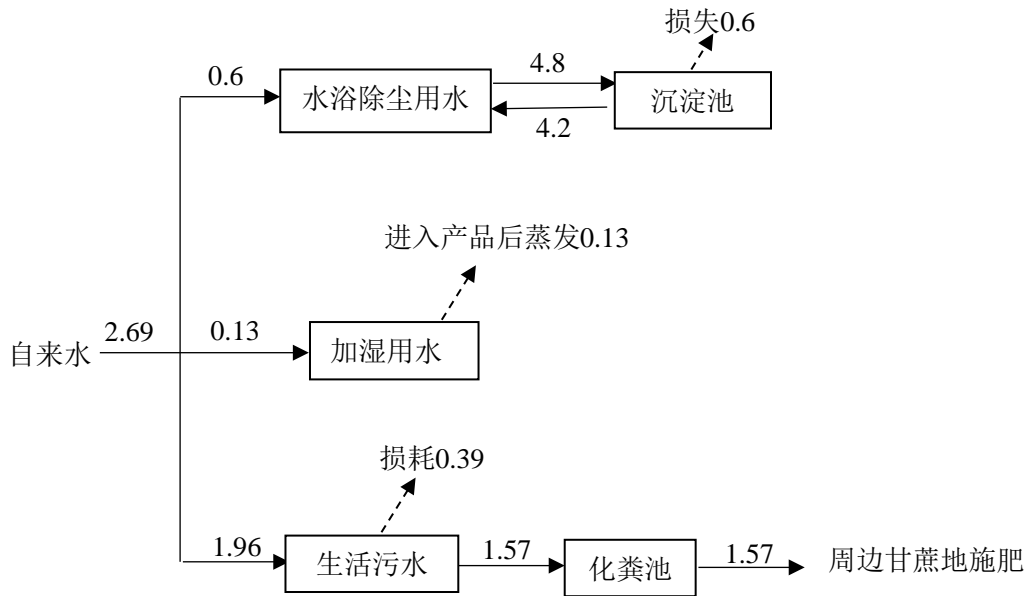 损失0.6
0.6
水浴除尘用水
4.8
4.2
沉淀池
进入产品后蒸发0.13
自来水
2.69
0.13
加湿用水
损耗0.39
1.96
生活污水
1.57
化粪池
1.57
周边甘蔗地施肥